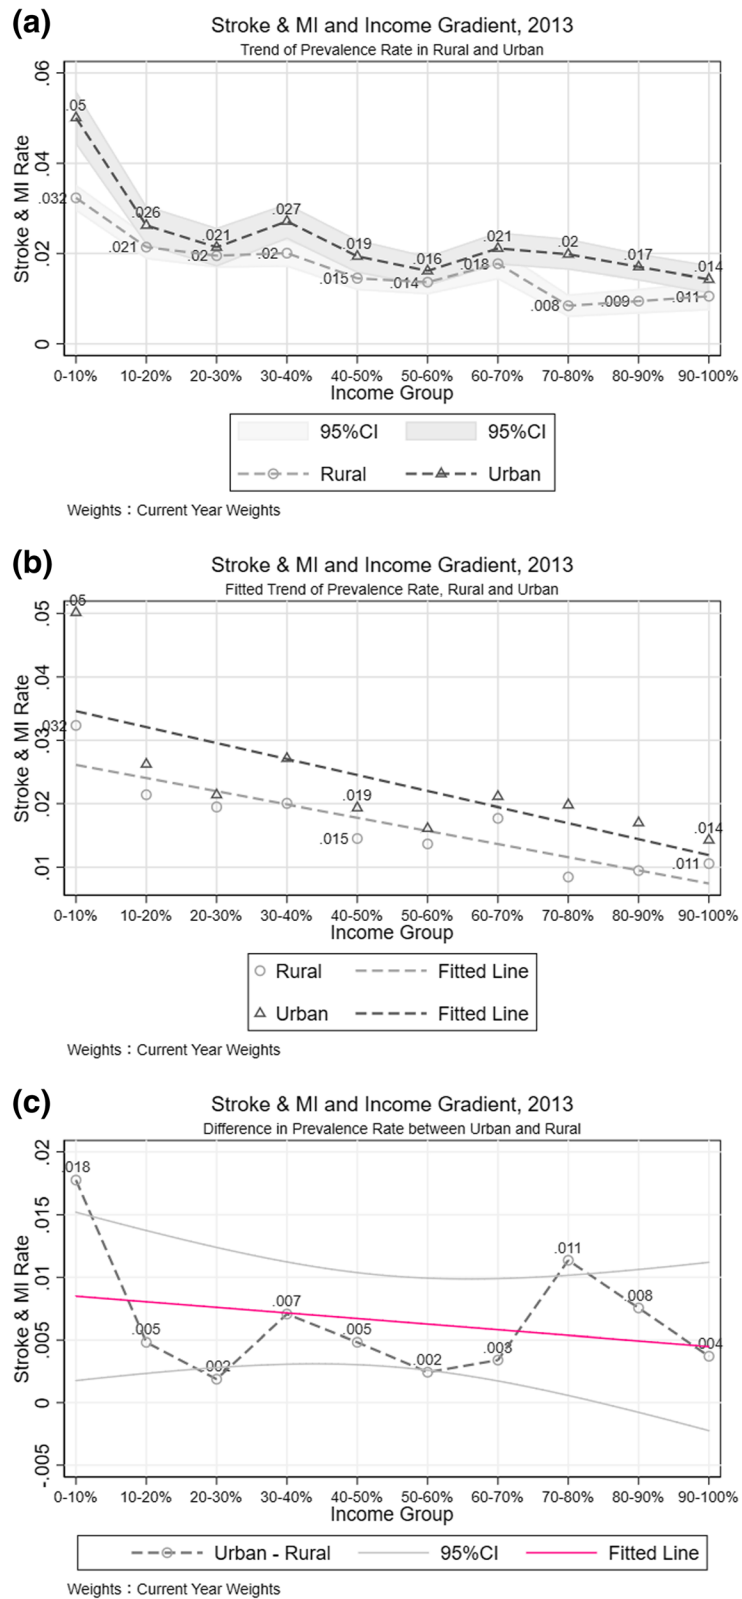 (a)
Stroke & MI and Income Gradient, 2013
Trend of Prevalence Rate in Rural and Urban
Stroke & MI Rate
.06
.04
.02
0
.05
.026
.021
.027
.019
.016
.021
.02
.017
.014
.032
.021
.02
.02
.015
.014
.018
.008
.009
.011
0-10% 10-20% 20-30% 30-40% 40-50% 50-60% 60-70% 70-80% 80-90% 90-100%
Income Group
95%CI 95%CI
Rural Urban
Weights : Current Year Weights
(b)
Stroke & MI and Income Gradient, 2013
Fitted Trend of Prevalence Rate, Rural and Urban
Stroke & MI Rate
.05
.04
.03
.02
.01
.05
.032
.019
.015
.014
.011
0-10% 10-20% 20-30% 30-40% 40-50% 50-60% 60-70% 70-80% 80-90% 90-100%
Income Group
Rural Fitted Line
Urban Fitted Line
Weights : Current Year Weights
(c)
Stroke & MI and Income Gradient, 2013
Difference in Prevalence Rate between Urban and Rural
Stroke & MI Rate
.02
.015
.01
.005
0
-.005
.018
.005
.002
.007
.005
.002
.003
.011
.008
.004
0-10% 10-20% 20-30% 30-40% 40-50% 50-60% 60-70% 70-80% 80-90% 90-100%
Income Group
Urban - Rural 95%CI Fitted Line
Weights : Current Year Weights